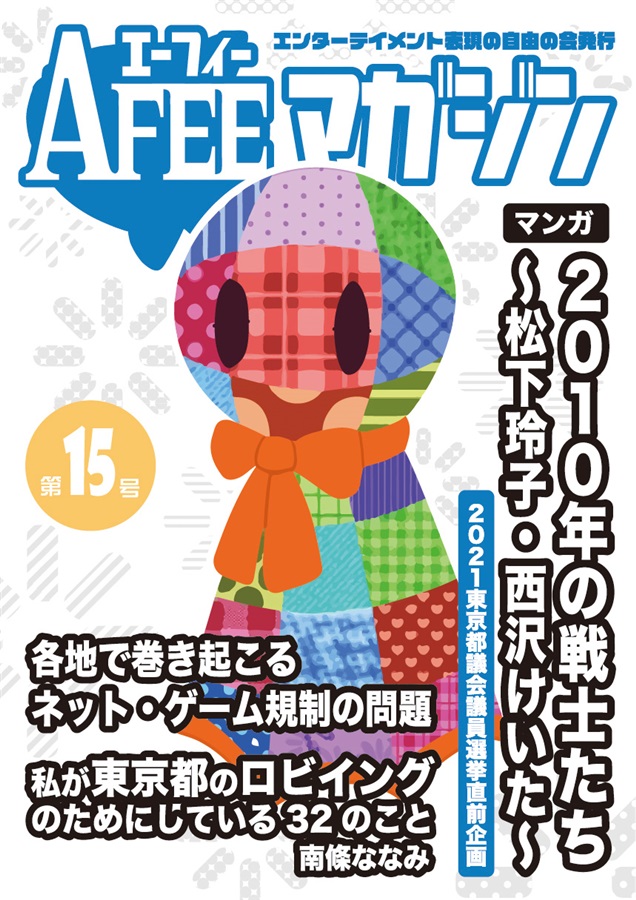 エンターテイメント表現の自由の会発行
エーフィー
AFEEマガジン
マンガ
2010年の戦士たち
〜松下玲子・西沢けいた〜
2021東京都議会議員選挙直前企画
第15号
各地で巻き起こる
ネット・ゲーム規制の問題
私が東京都のロビイング
のためにしている32のこと
南條ななみ